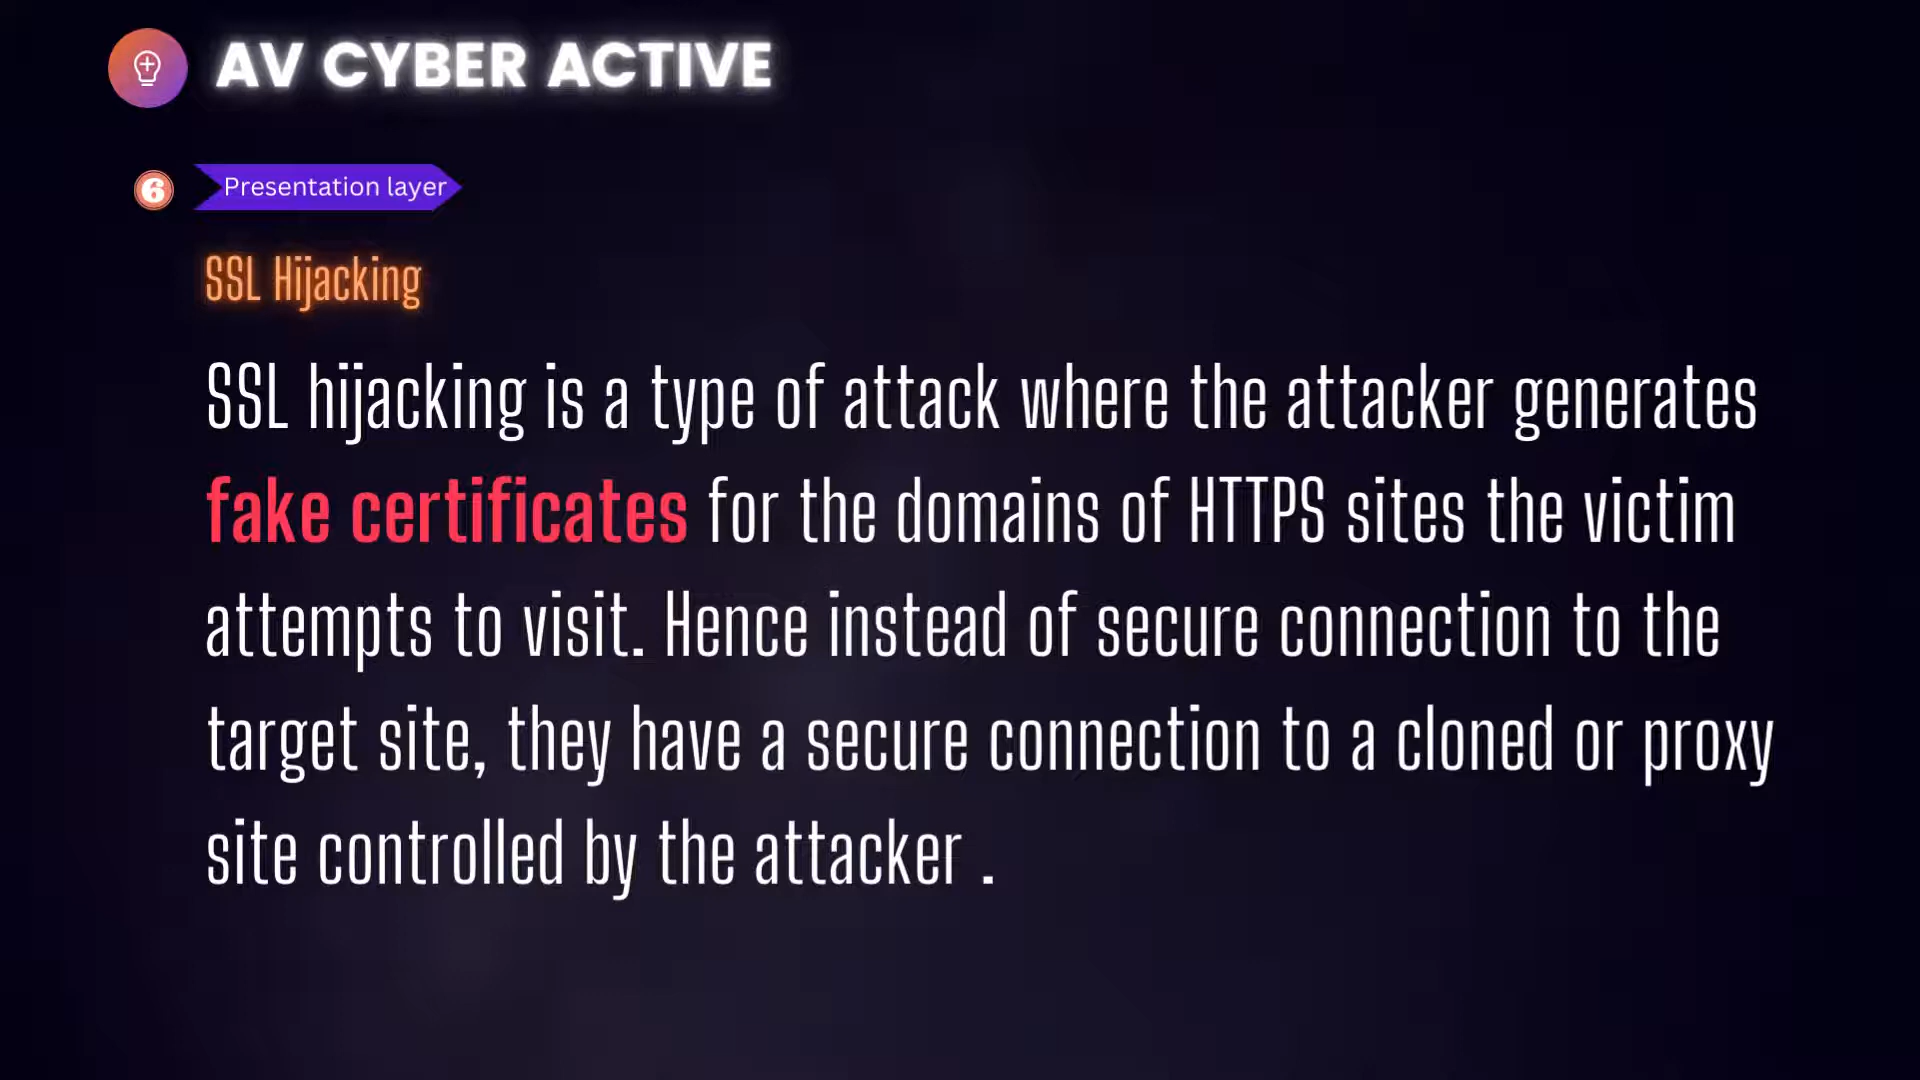 AV CYBER ACTIVE
6 Presentation layer
SSL Hijacking
SSL hijacking is a type of attack where the attacker generates
fake certificates for the domains of HTTPS sites the victim
attempts to visit. Hence instead of secure connection to the
target site, they have a secure connection to a cloned or proxy
site controlled by the attacker .